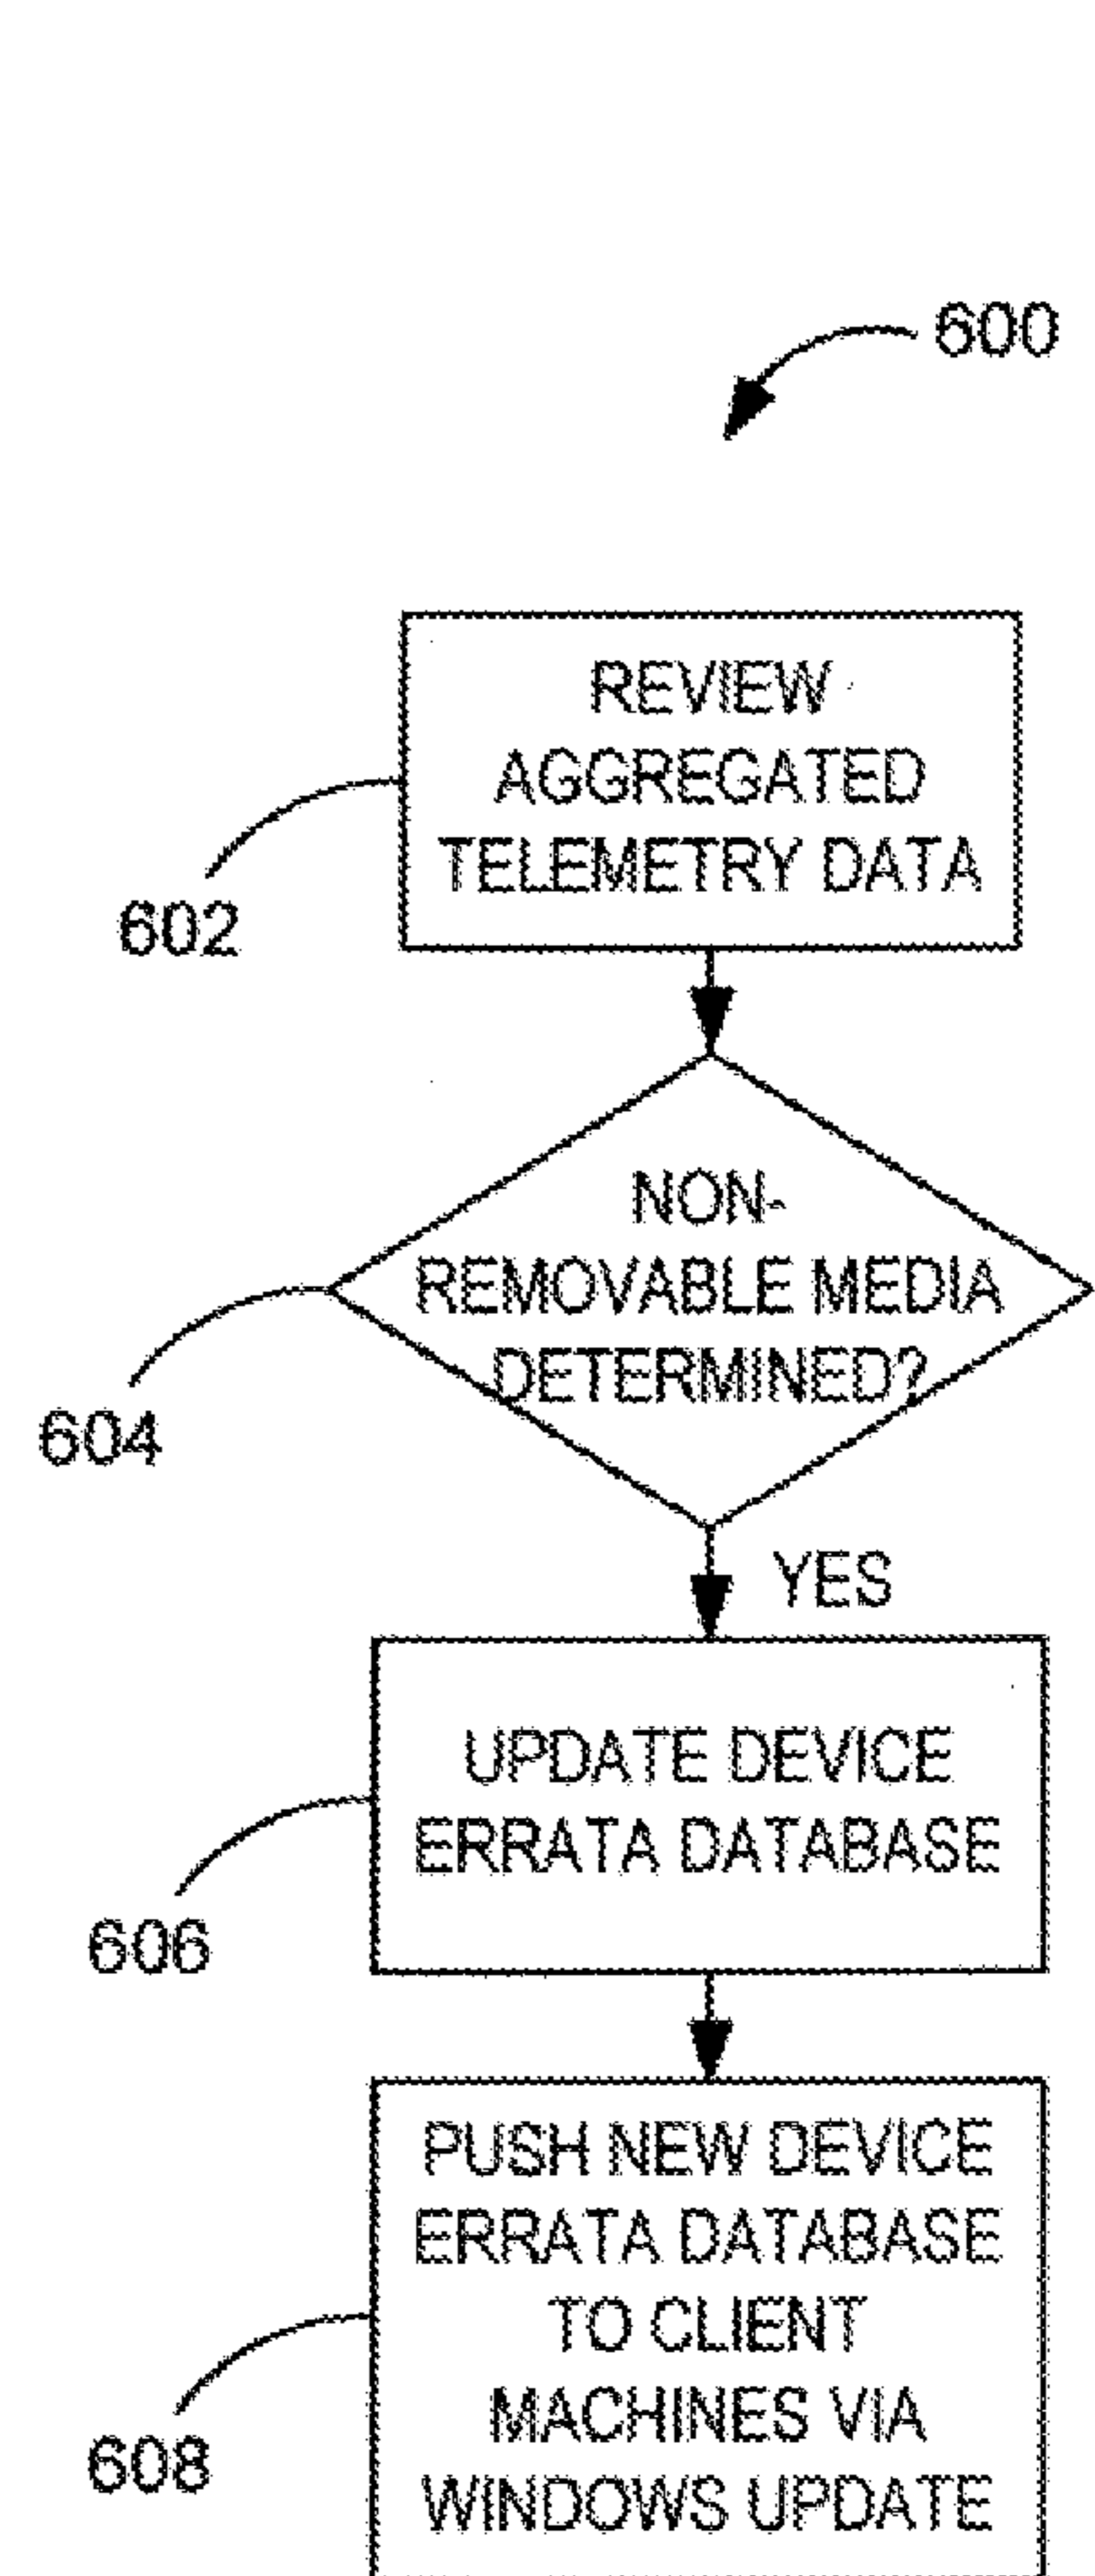 600
REVIEW
AGGREGATED
TELEMETRY DATA
602
NON-
REMOVABLE MEDIA
DETERMINED?
604
YES
UPDATE DEVICE
ERRATA DATABASE
606
PUSH NEW DEVICE
ERRATA DATABASE
TO CLIENT
MACHINES VIA
WINDOWS UPDATE
608